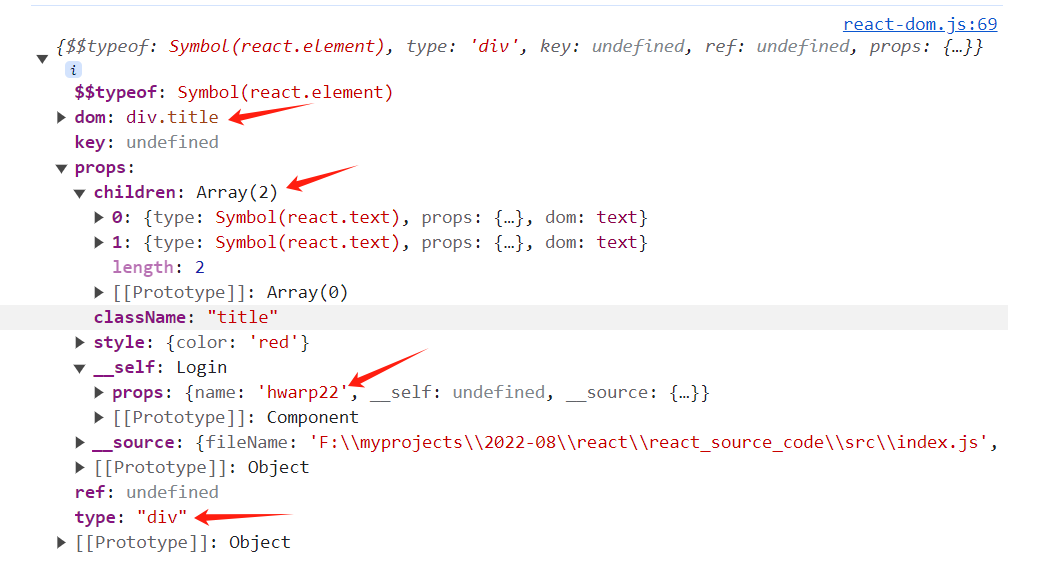 react-dom.js:69
{$$typeof: Symbol(react.element), type: 'div', key: undefined, ref: undefined, props: {…}}
i
$$typeof: Symbol(react.element)
dom: div.title
key: undefined
props:
children: Array(2)
0: {type: Symbol(react.text), props: {…}, dom: text}
1: {type: Symbol(react.text), props: {…}, dom: text}
length: 2
[[Prototype]]: Array(0)
className: "title"
style: {color: 'red'}
__self: Login
props: {name: 'hwarp22', __self: undefined, __source: {…}}
[[Prototype]]: Component
__source: {fileName: 'F:\\myprojects\\2022-08\\react\\react_source_code\\src\\index.js',
[[Prototype]]: Object
ref: undefined
type: "div"
[[Prototype]]: Object